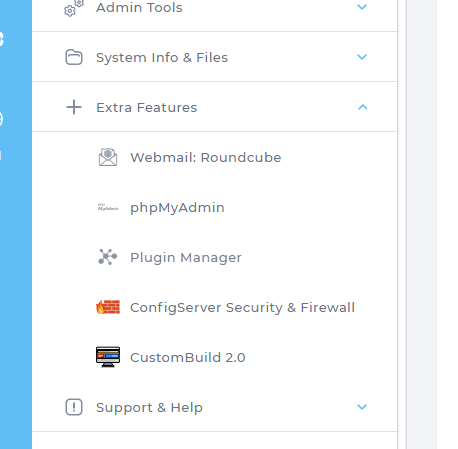 Admin Tools
System Info & Files
Extra Features
Webmail: Roundcube
phpMyAdmin
Plugin Manager
ConfigServer Security & Firewall
CustomBuild 2.0
Support & Help